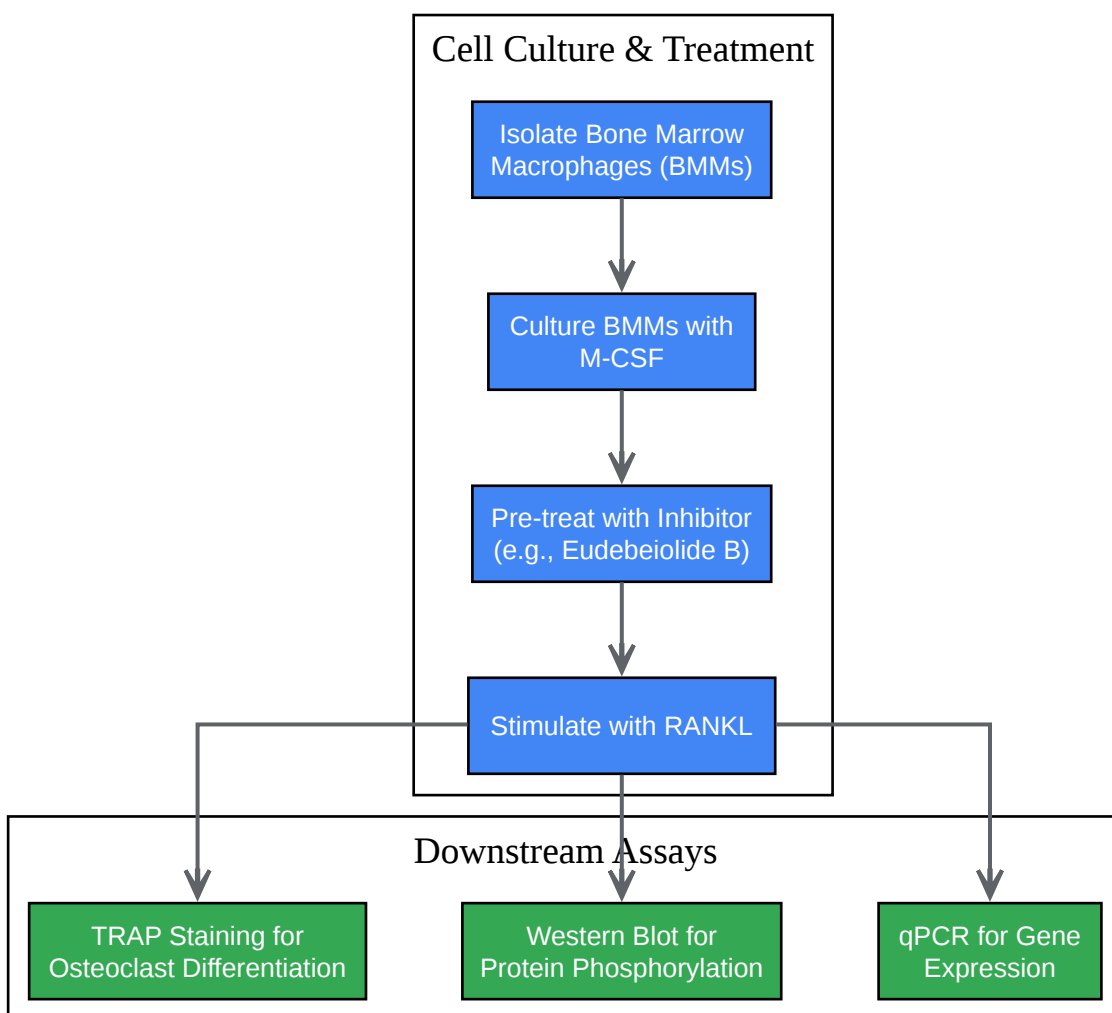 Cell Culture & Treatment
Isolate Bone Marrow
Macrophages (BMMs)
Culture BMMs with
M-CSF
Pre-treat with Inhibitor
(e.g., Eudebeiolide B)
Stimulate with RANKL
Downstream Assays
TRAP Staining for
Osteoclast Differentiation
Western Blot for
Protein Phosphorylation
qPCR for Gene
Expression